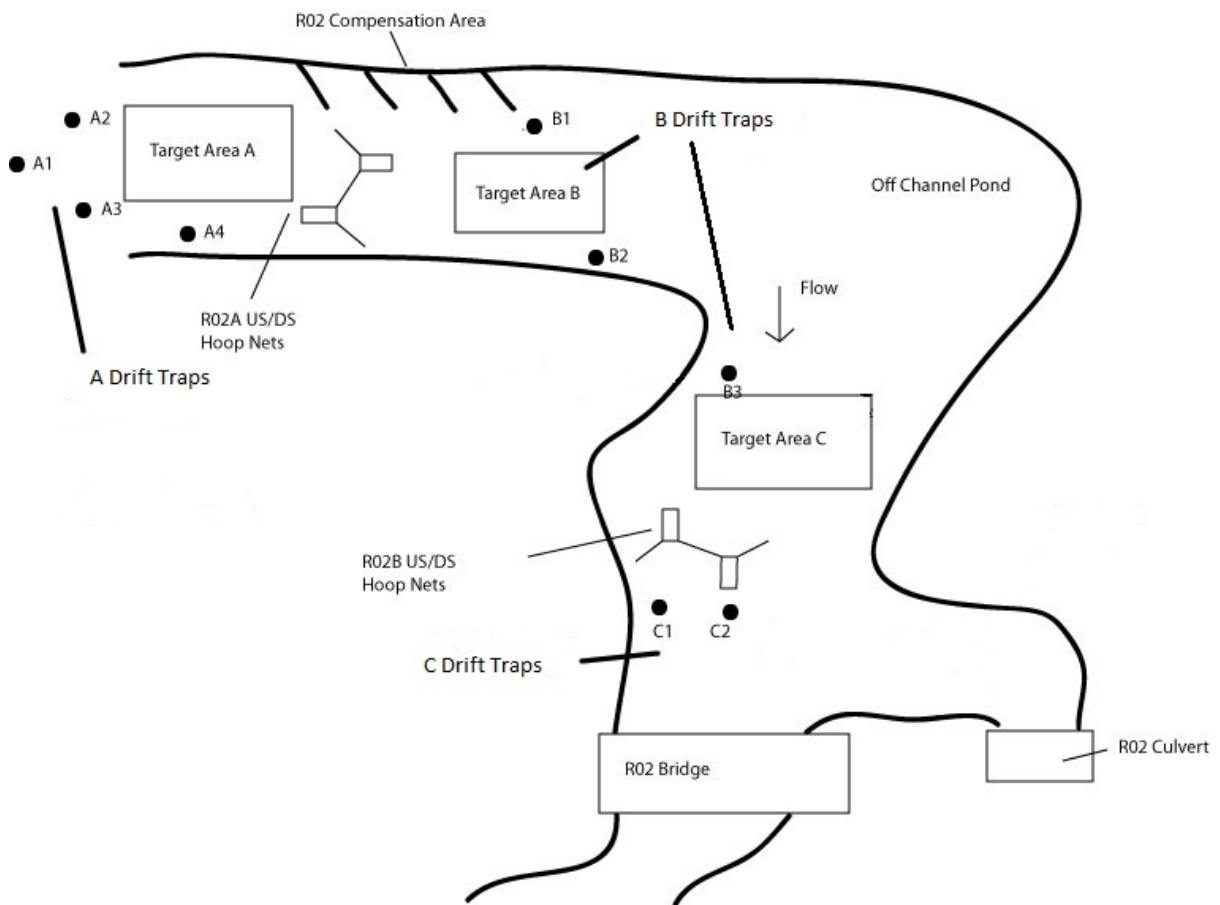 R02 Compensation Area
A2
B1
B Drift Traps
Target Area A
A1
Target Area B
Off Channel Pond
A3
A4
B2
Flow
R02A US/DS
Hoop Nets
A Drift Traps
B3
Target Area C
R02B US/DS
Hoop Nets
C1
C2
C Drift Traps
R02 Bridge
R02 Culvert